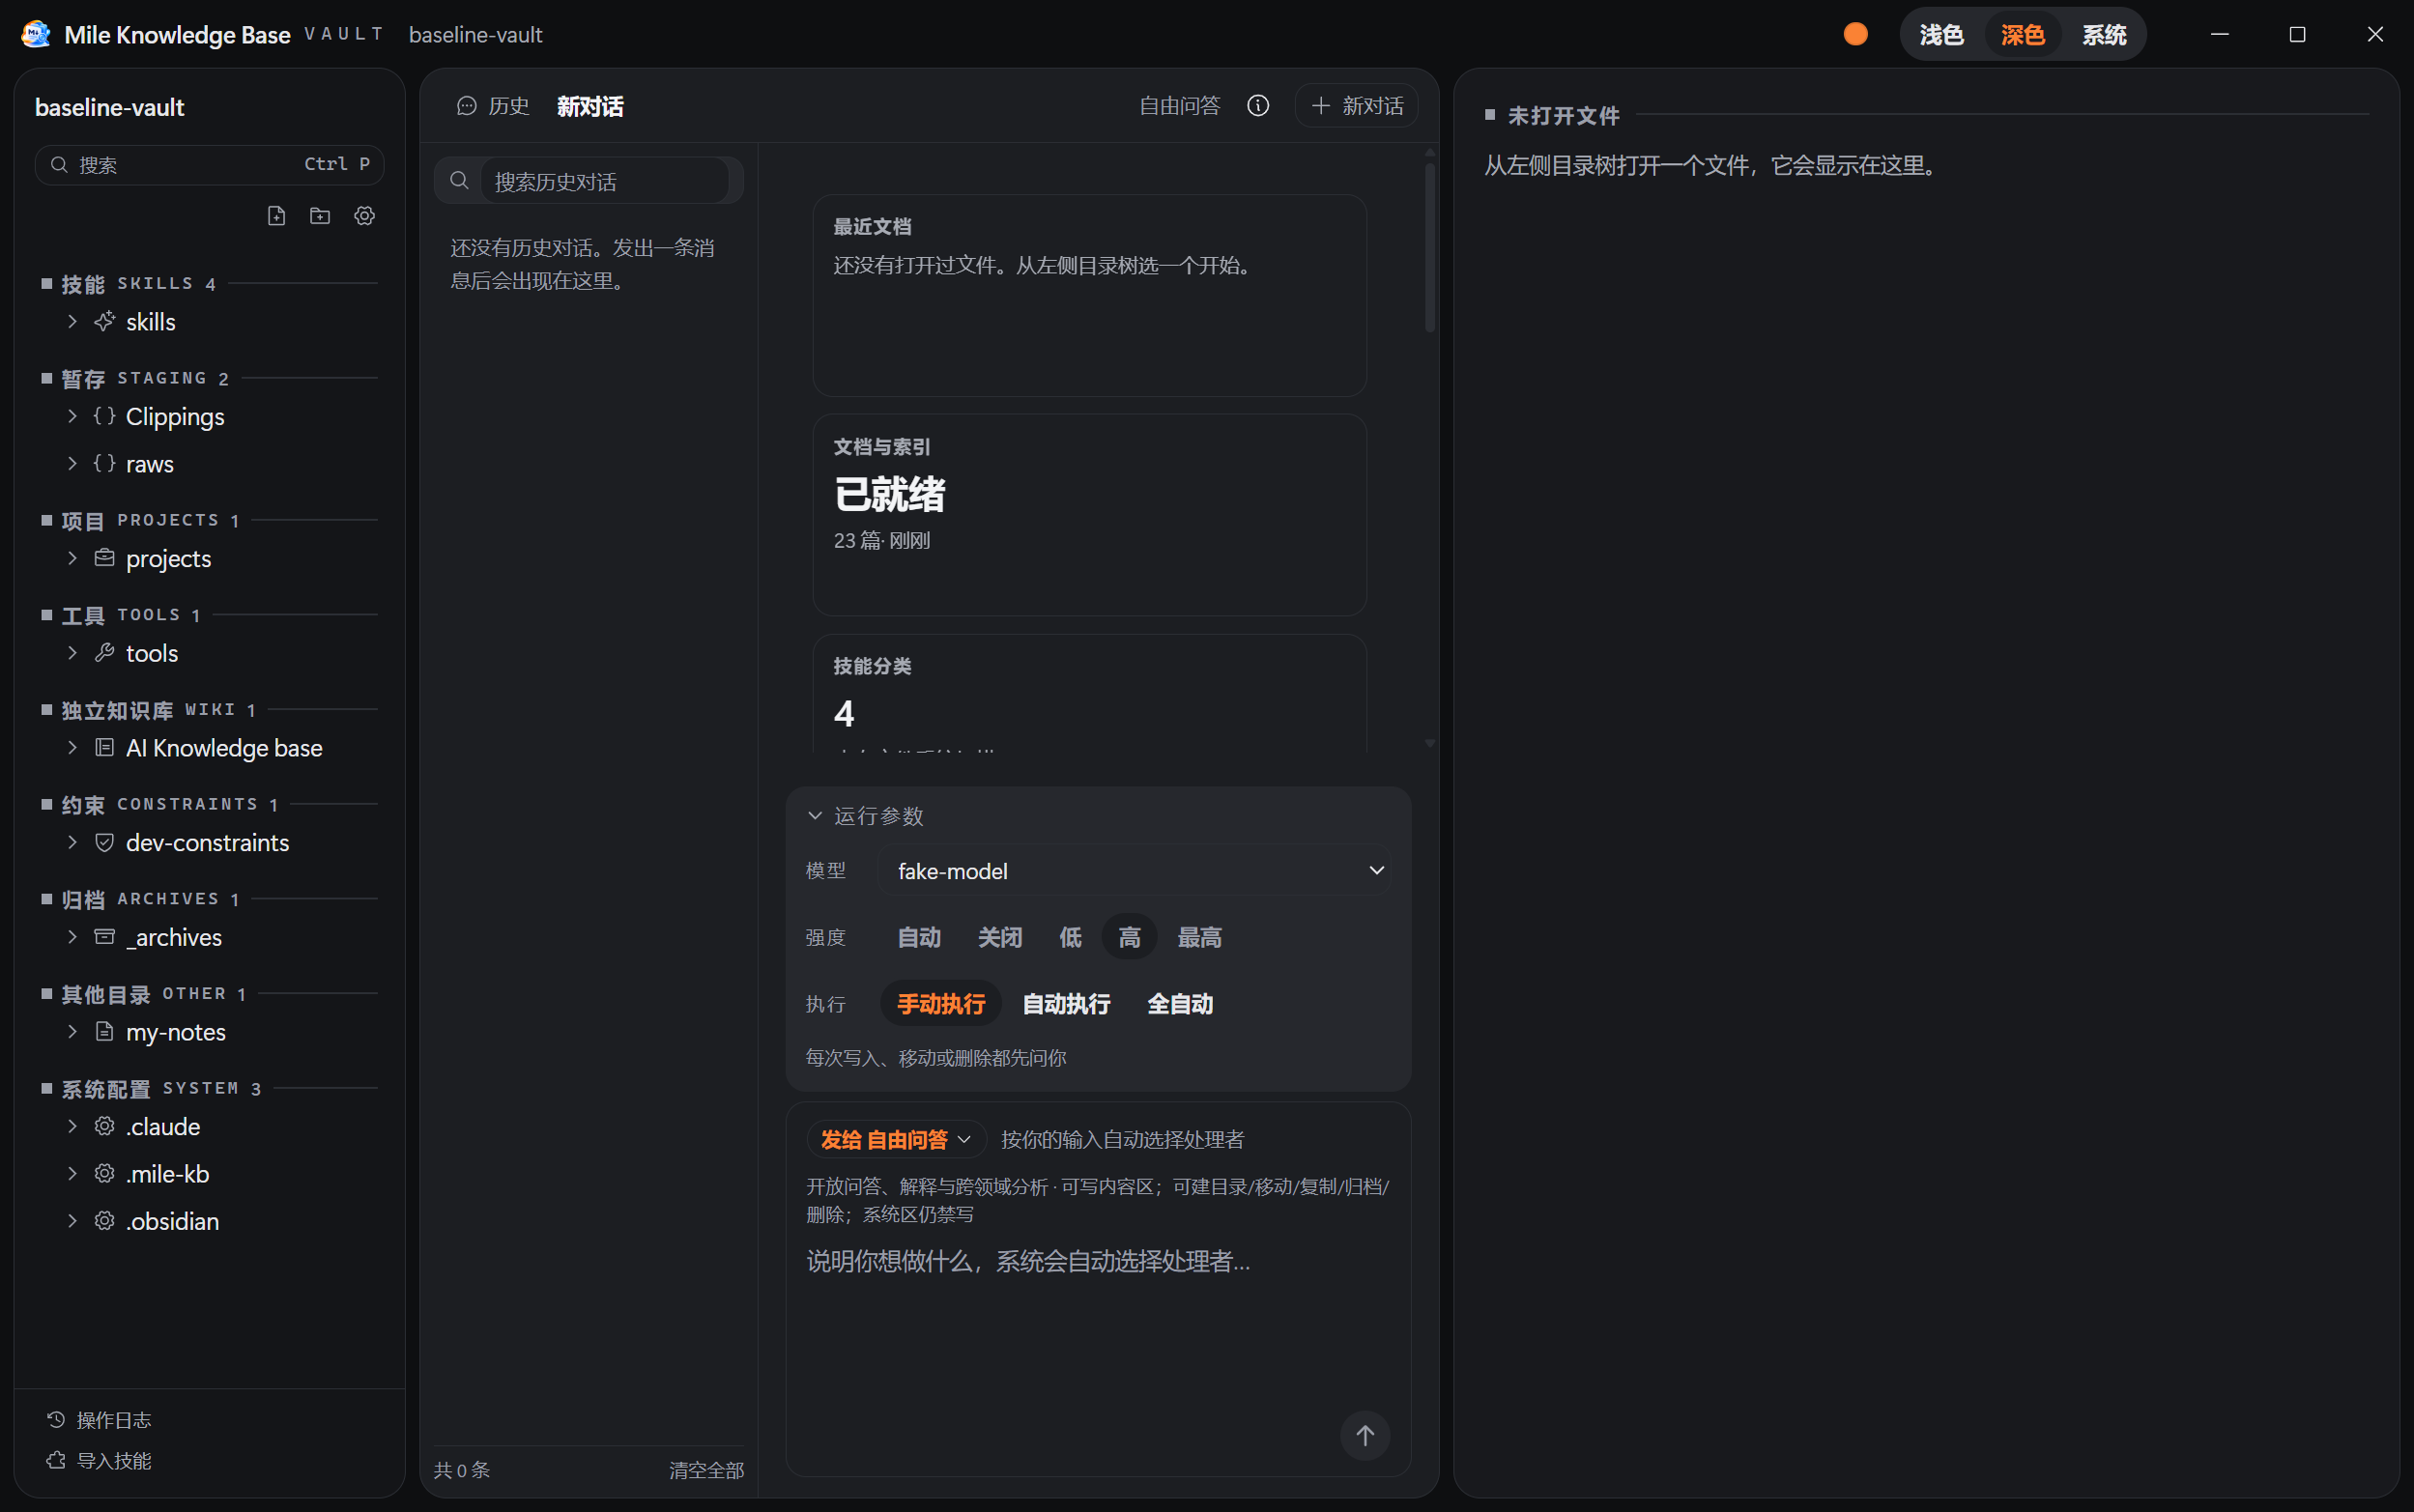 Mile Knowledge Base VAULT baseline-vault
浅色 深色 系统
baseline-vault
搜索 Ctrl P
技能 SKILLS 4
skills
暂存 STAGING 2
Clippings
raws
项目 PROJECTS 1
projects
工具 TOOLS 1
tools
独立知识库 WIKI 1
AI Knowledge base
约束 CONSTRAINTS 1
dev-constraints
归档 ARCHIVES 1
_archives
其他目录 OTHER 1
my-notes
系统配置 SYSTEM 3
.claude
.mile-kb
.obsidian
操作日志
导入技能
历史 新对话
自由问答 新对话
搜索历史对话
还没有历史对话。发出一条消
息后会出现在这里。
共 0 条 清空全部
最近文档
还没有打开过文件。从左侧目录树选一个开始。
文档与索引
已就绪
23 篇· 刚刚
技能分类
4
运行参数
模型 fake-model
强度 自动 关闭 低 高 最高
执行 手动执行 自动执行 全自动
每次写入、移动或删除都先问你
发给 自由问答 按你的输入自动选择处理者
开放问答、解释与跨领域分析 · 可写内容区；可建目录/移动/复制/归档/
删除；系统区仍禁写
说明你想做什么，系统会自动选择处理者...
未打开文件
从左侧目录树打开一个文件，它会显示在这里。